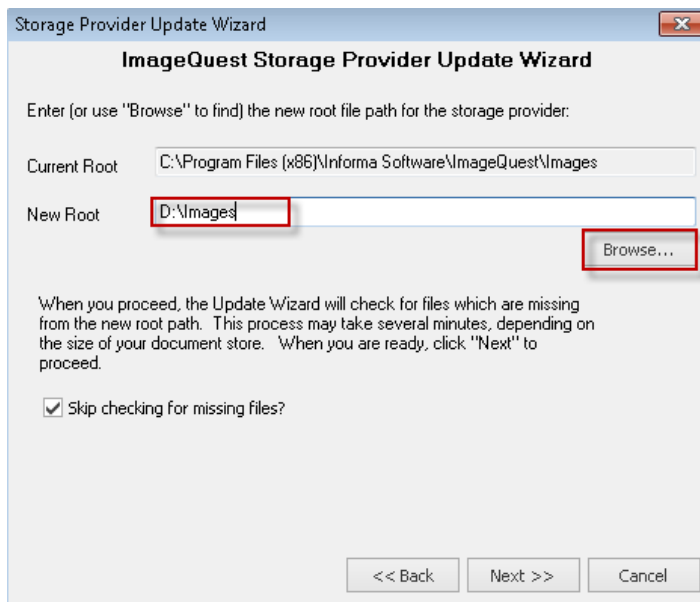 Storage Provider Update Wizard
ImageQuest Storage Provider Update Wizard
Enter (or use "Browse" to find) the new root file path for the storage provider:
Current Root C:\Program Files (x86)\Informa Software\ImageQuest\Images
New Root D:\Images
Browse...
When you proceed, the Update Wizard will check for files which are missing
from the new root path. This process may take several minutes, depending on
the size of your document store. When you are ready, click "Next" to
proceed.
Skip checking for missing files?
<< Back Next >> Cancel